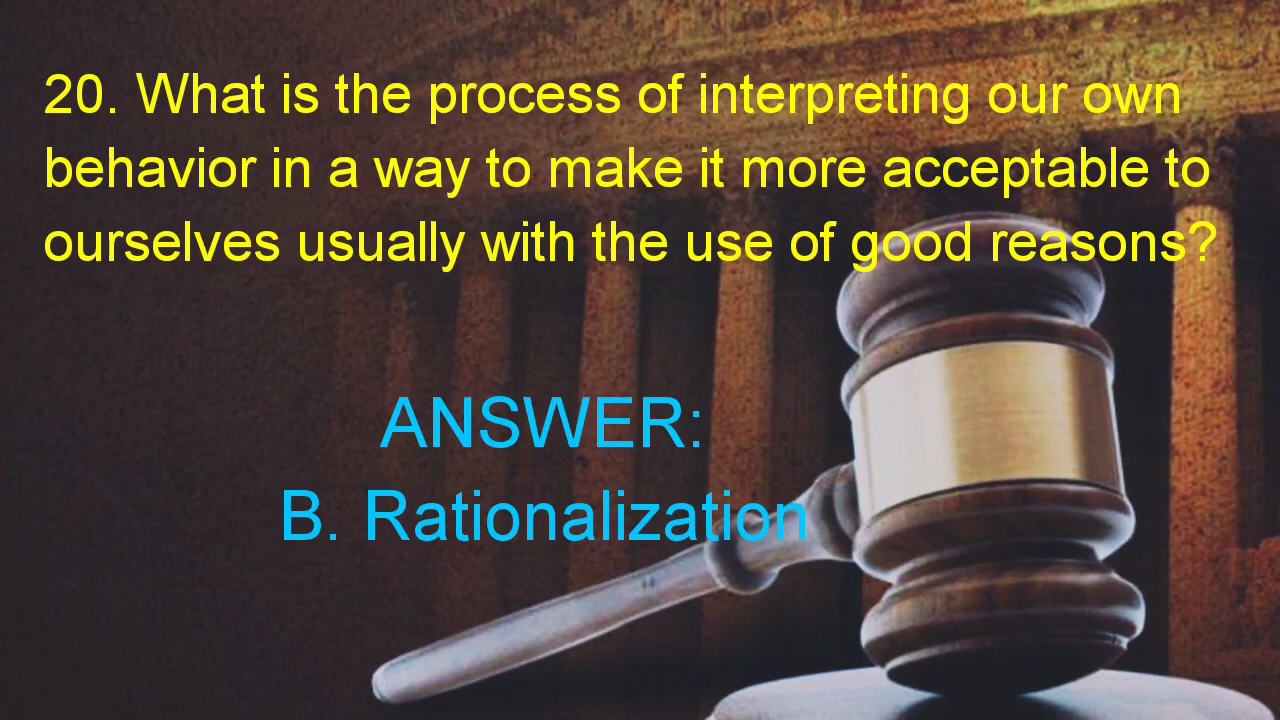 20. What is the process of interpreting our own
behavior in a way to make it more acceptable to
ourselves usually with the use of good reasons?
ANSWER:
B. Rationalization